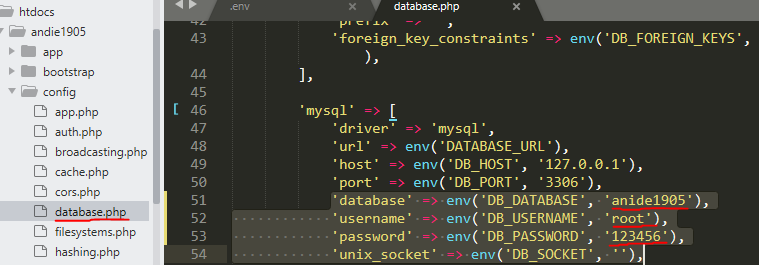 htdocs
andie1905
app
bootstrap
config
app.php
auth.php
broadcasting.php
cache.php
cors.php
database.php
filesystems.php
hashing.php
.env
database.php
42 'prefix' => '',
43 'foreign_key_constraints' => env('DB_FOREIGN_KEYS',
),
44 ],
45
46 'mysql' => [
47 'driver' => 'mysql',
48 'url' => env('DATABASE_URL'),
49 'host' => env('DB_HOST', '127.0.0.1'),
50 'port' => env('DB_PORT', '3306'),
51 'database' => env('DB_DATABASE', 'anide1905'),
52 'username' => env('DB_USERNAME', 'root'),
53 'password' => env('DB_PASSWORD', '123456'),
54 'unix_socket' => env('DB_SOCKET', ''),